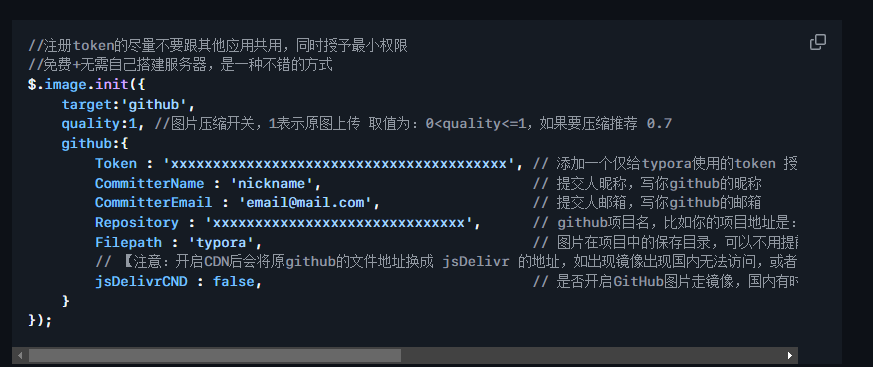 //注册token的尽量不要跟其他应用共用，同时授予最小权限
//免费+无需自己搭建服务器，是一种不错的方式
$.image.init({
target:'github',
quality:1, //图片压缩开关，1表示原图上传 取值为：0<quality<=1，如果要压缩推荐 0.7
github:{
Token : 'xxxxxxxxxxxxxxxxxxxxxxxxxxxxxxxxxxxxxxxx', // 添加一个仅给typora使用的token 授
CommitterName : 'nickname', // 提交人昵称，写你github的昵称
CommitterEmail : 'email@mail.com', // 提交人邮箱，写你github的邮箱
Repository : 'xxxxxxxxxxxxxxxxxxxxxxxxxxxxxx', // github项目名，比如你的项目地址是：
Filepath : 'typora', // 图片在项目中的保存目录，可以不用提前
// 【注意：开启CDN后会将原github的文件地址换成 jsDelivr 的地址，如出现镜像出现国内无法访问，或者
jsDelivrCND : false, // 是否开启GitHub图片走镜像，国内有时
}
});